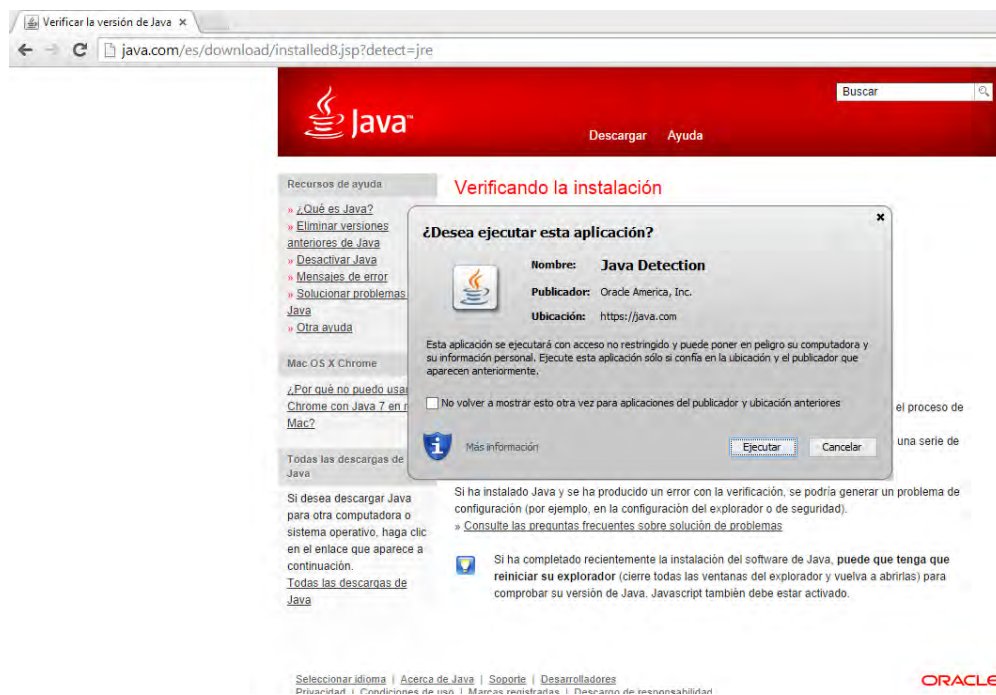 Verificar la versión de Java ×
java.com/es/download/installed8.jsp?detect=jre
Java™
Buscar
Descargar Ayuda
Recursos de ayuda
» ¿Qué es Java?
» Eliminar versiones
anteriores de Java
» Desactivar Java
» Mensajes de error
» Solucionar problemas
Java
» Otra ayuda
Mac OS X Chrome
¿Por qué no puedo usar
Chrome con Java 7 en
Mac?
Todas las descargas de
Java
Si desea descargar Java
para otra computadora o
sistema operativo, haga clic
en el enlace que aparece a
continuación.
Todas las descargas de
Java
Verificando la instalación
¿Desea ejecutar esta aplicación?
Nombre: Java Detection
Publicador: Oracle America, Inc.
Ubicación: https://java.com
Esta aplicación se ejecutará con acceso no restringido y puede poner en peligro su computadora y
su información personal. Ejecute esta aplicación sólo si confía en la ubicación y el publicador que
aparecen anteriormente.
No volver a mostrar esto otra vez para aplicaciones del publicador y ubicación anteriores
Más información
Ejecutar Cancelar
el proceso de
una serie de
Si ha instalado Java y se ha producido un error con la verificación, se podría generar un problema de
configuración (por ejemplo, en la configuración del explorador o de seguridad).
» Consulte las preguntas frecuentes sobre solución de problemas
Si ha completado recientemente la instalación del software de Java, puede que tenga que
reiniciar su explorador (cierre todas las ventanas del explorador y vuelva a abrirlas) para
comprobar su versión de Java. Javascript también debe estar activado.
Seleccionar idioma | Acerca de Java | Soporte | Desarrolladores
Privacidad | Condiciones de uso | Marcas registradas | Descargo de responsabilidad
ORACLE